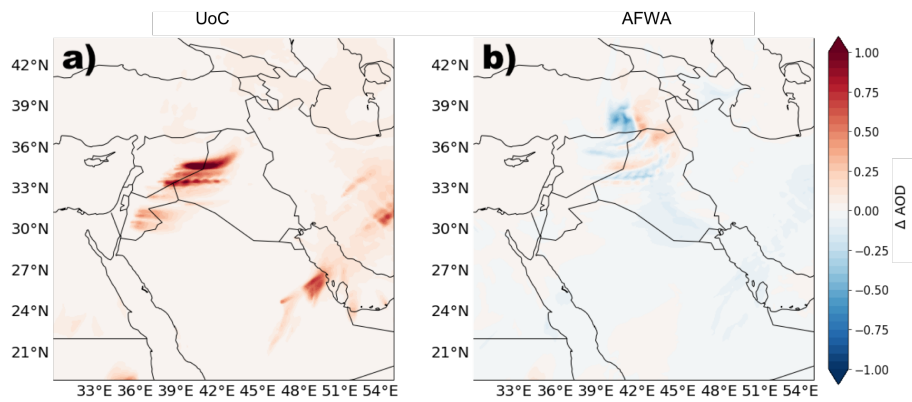 UoC AFWA
a) b)
42°N 42°N 1.00
39°N 39°N 0.75
36°N 36°N 0.50
33°N 33°N 0.25
30°N 30°N 0.00 Δ AOD
27°N 27°N −0.25
24°N 24°N −0.50
21°N 21°N −0.75
−1.00
33°E 36°E 39°E 42°E 45°E 48°E 51°E 54°E 33°E 36°E 39°E 42°E 45°E 48°E 51°E 54°E